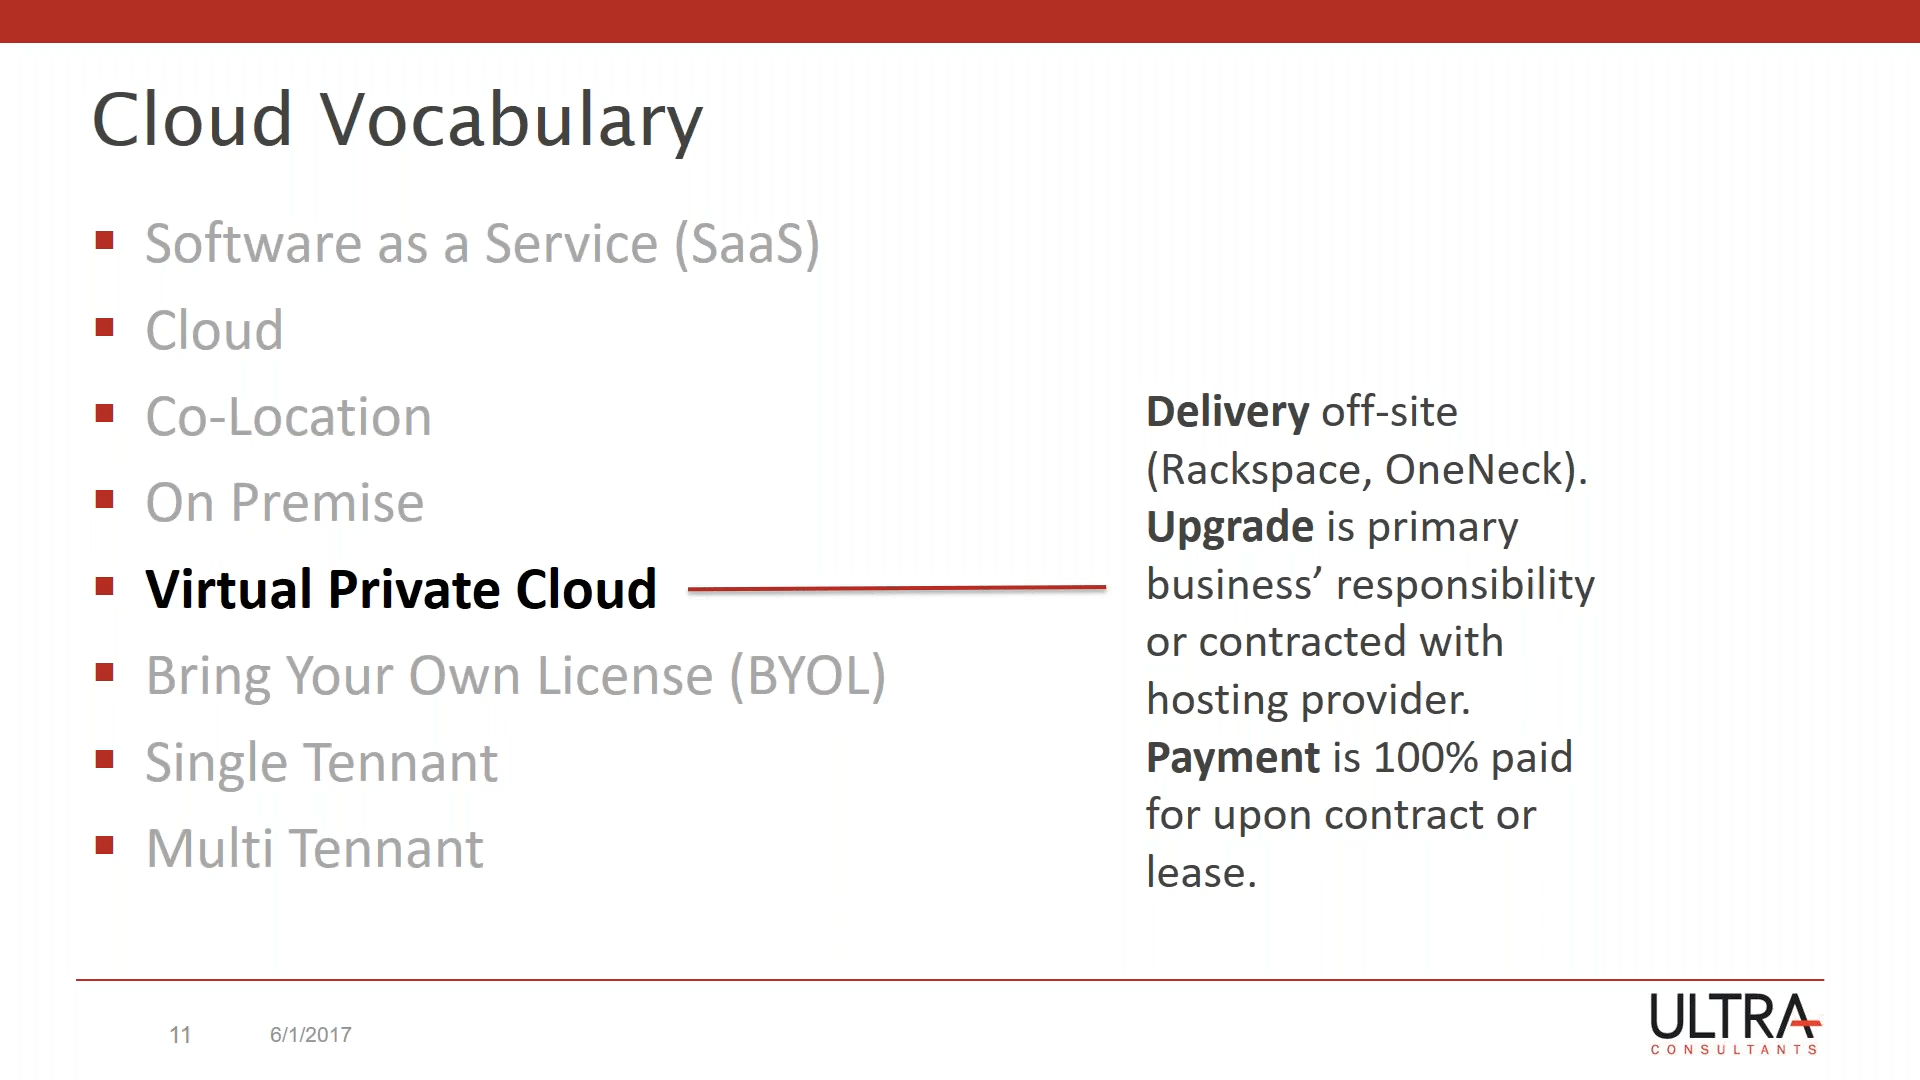 Cloud Vocabulary
Software as a Service (SaaS)
Cloud
Co-Location
On Premise
Virtual Private Cloud
Bring Your Own License (BYOL)
Single Tennant
Multi Tennant
Delivery off-site
(Rackspace, OneNeck).
Upgrade is primary
business’ responsibility
or contracted with
hosting provider.
Payment is 100% paid
for upon contract or
lease.
11
6/1/2017
ULTRA
CONSULTANTS